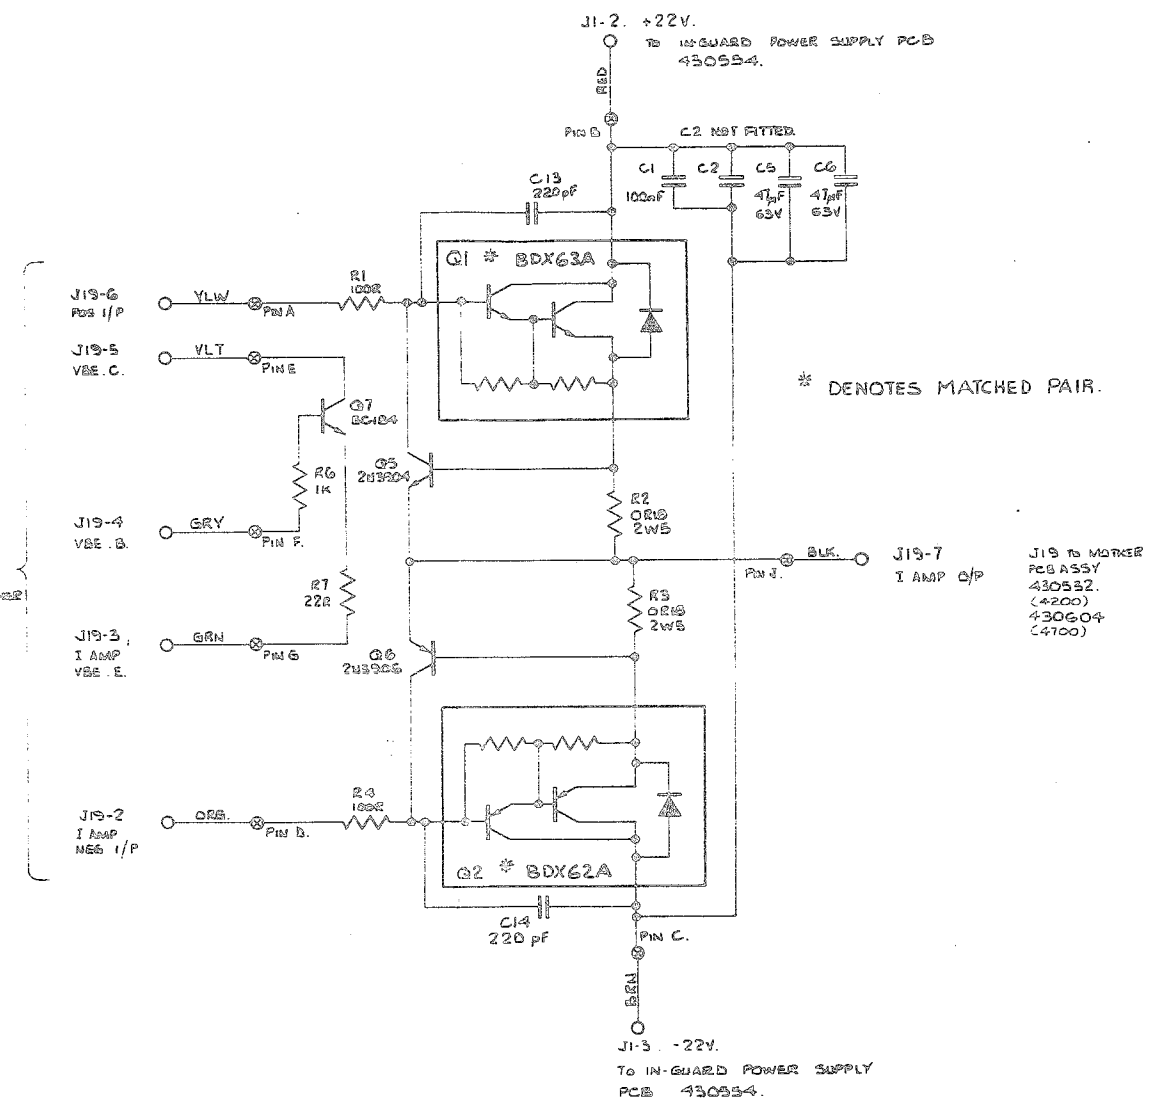 J1-2. +22V.
TO IN-GUARD POWER SUPPLY PCB
430554.
RED
PIN B
C2 NOT FITTED.
C13
220pF
C1
100nF
C2
C5
47µF
63V
C6
47µF
63V
Q1 * BDX63A
J19-6
POS I/P
YLW
PIN A
R1
100R
J19-5
VBE. C.
VLT
PIN E
* DENOTES MATCHED PAIR.
Q7
BC184
Q5
2N3904
R6
1K
R2
0R18
2W5
J19-4
VBE. B.
GRY
PIN F.
PIN J.
BLK.
J19-7
I AMP O/P
J19 TO MOTHER
PCB ASSY
430532.
(4200)
430604
(4700)
R7
22R
R3
0R18
2W5
J19-3,
I AMP
VBE. E.
GRN
PIN G
Q6
2N3906
J19-2
I AMP
NEG I/P
ORG.
PIN D.
R4
100R
Q2 * BDX62A
C14
220 pF
PIN C.
BRN
J1-3. -22V.
TO IN-GUARD POWER SUPPLY
PCB 430554.